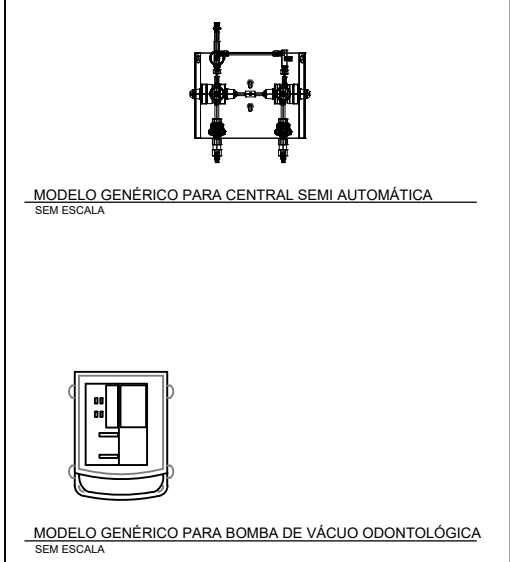 MODELO GENÉRICO PARA CENTRAL SEMI AUTOMÁTICA
SEM ESCALA
MODELO GENÉRICO PARA BOMBA DE VÁCUO ODONTOLÓGICA
SEM ESCALA